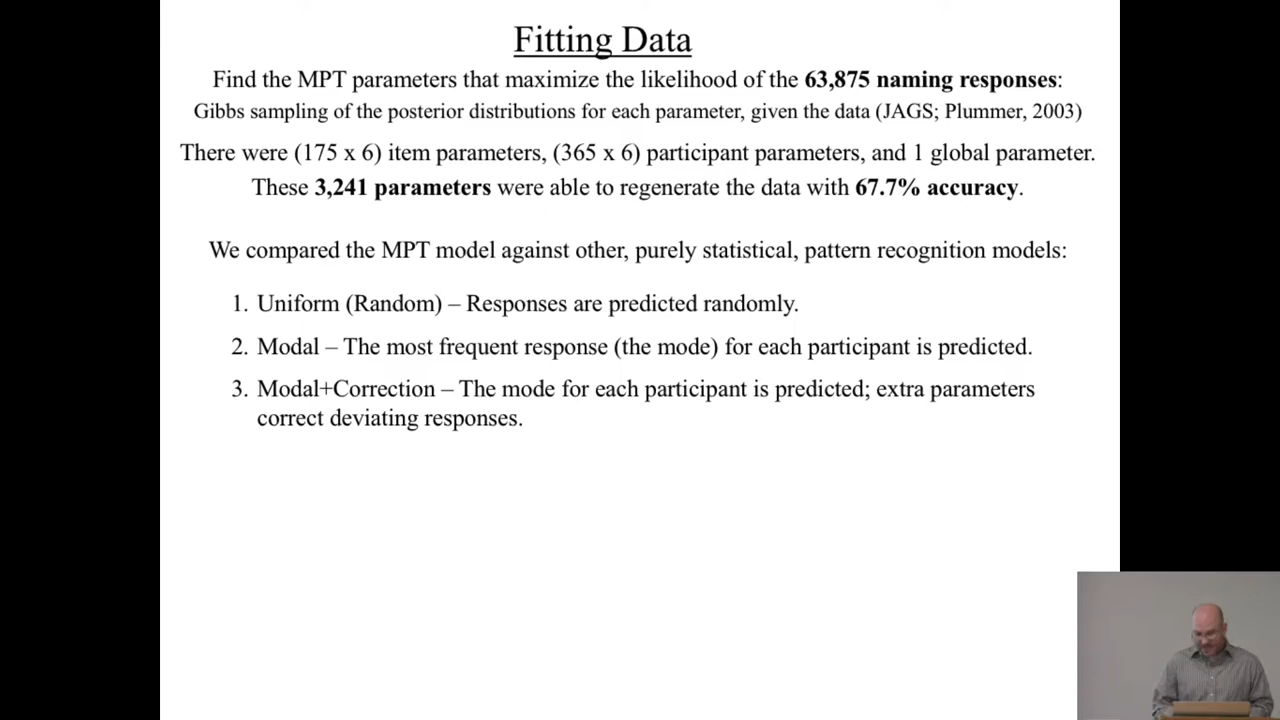 Fitting Data
Find the MPT parameters that maximize the likelihood of the 63,875 naming responses:
Gibbs sampling of the posterior distributions for each parameter, given the data (JAGS; Plummer, 2003)
There were (175 x 6) item parameters, (365 x 6) participant parameters, and 1 global parameter.
These 3,241 parameters were able to regenerate the data with 67.7% accuracy.
We compared the MPT model against other, purely statistical, pattern recognition models:
1. Uniform (Random) – Responses are predicted randomly.
2. Modal – The most frequent response (the mode) for each participant is predicted.
3. Modal+Correction – The mode for each participant is predicted; extra parameters
correct deviating responses.